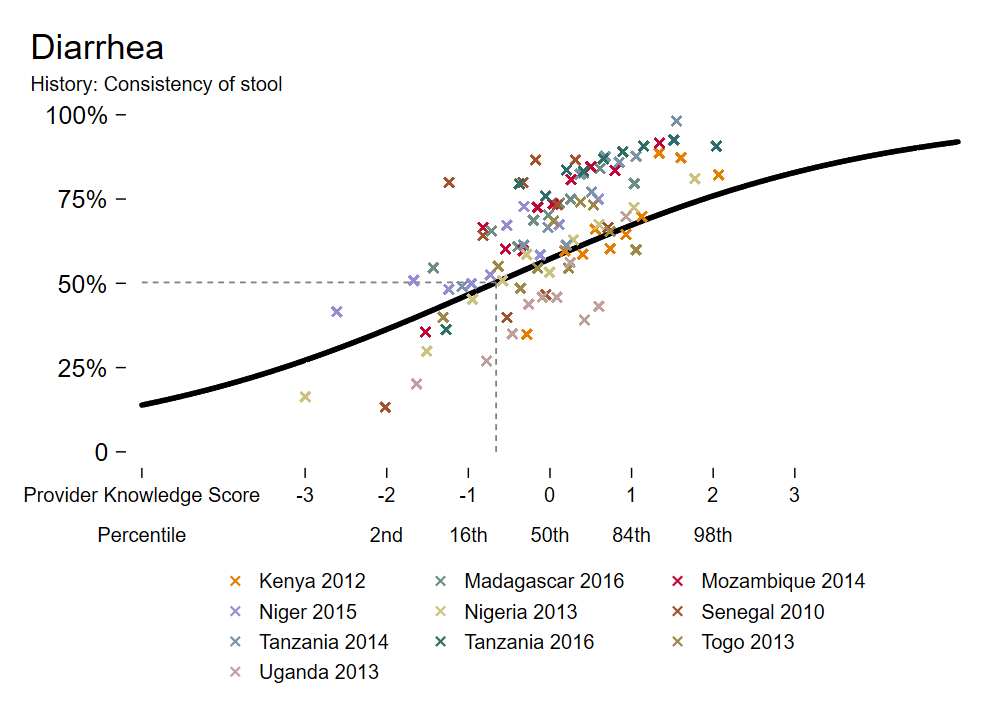 Diarrhea
History: Consistency of stool
100%
75%
50%
25%
0
Provider Knowledge Score -3 -2 -1 0 1 2 3
Percentile 2nd 16th 50th 84th 98th
Kenya 2012 Madagascar 2016 Mozambique 2014
Niger 2015 Nigeria 2013 Senegal 2010
Tanzania 2014 Tanzania 2016 Togo 2013
Uganda 2013